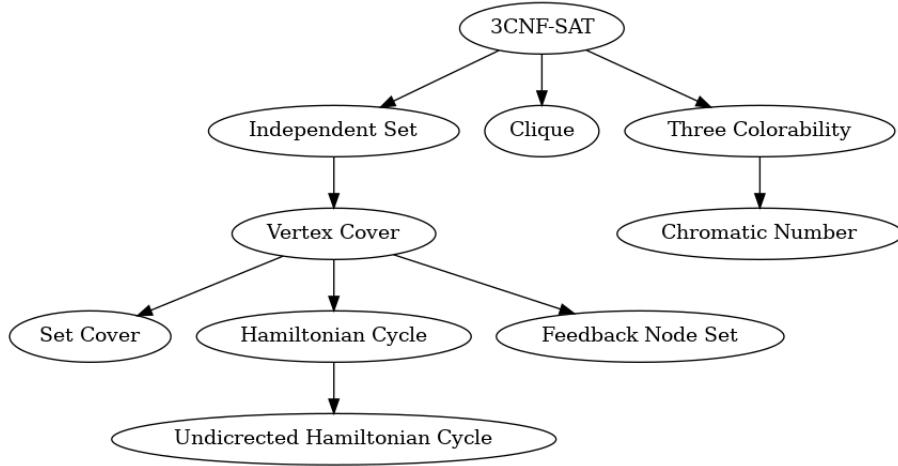 3CNF-SAT
Independent Set
Clique
Three Colorability
Vertex Cover
Chromatic Number
Set Cover
Hamiltonian Cycle
Feedback Node Set
Undicrected Hamiltonian Cycle